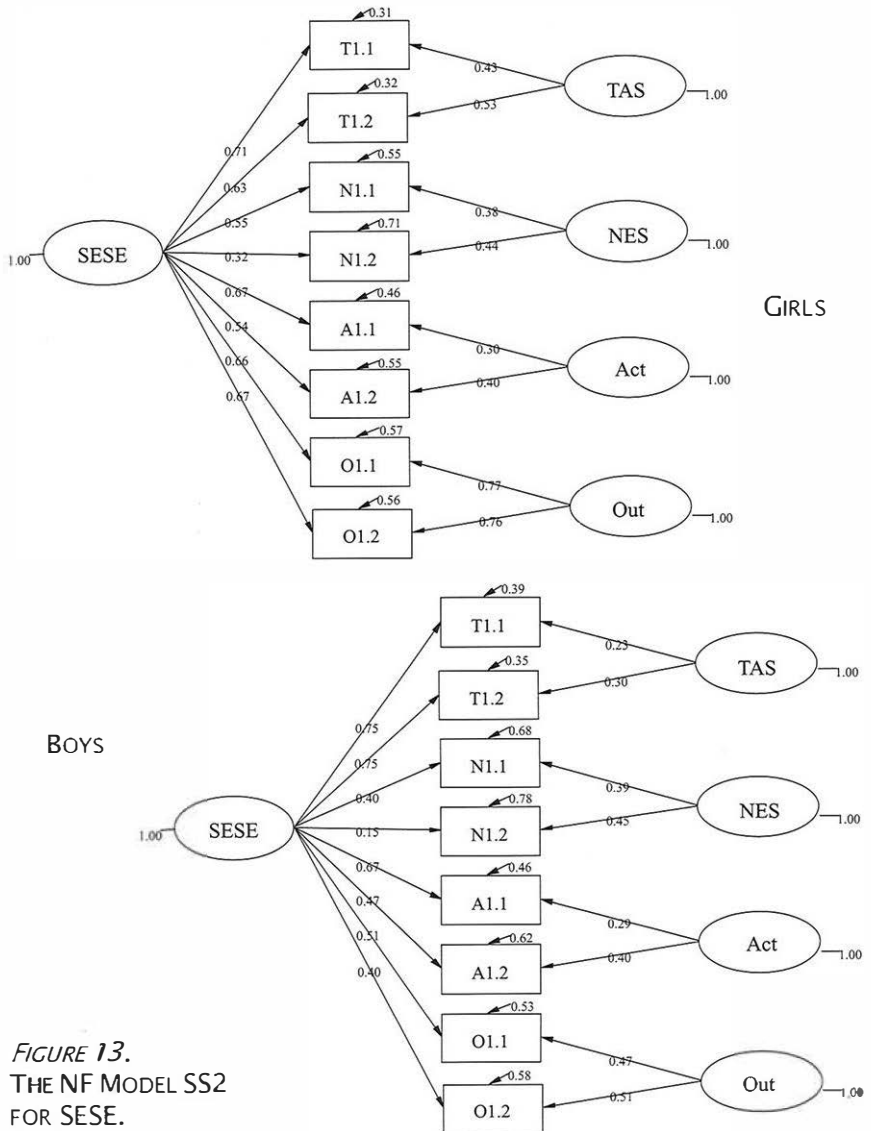 0.31
T1.1
0.43
TAS
1.00
0.32
T1.2
0.53
0.71
0.63
0.55
N1.1
0.38
NES
1.00
0.55
0.71
N1.2
0.44
SESE
1.00
0.32
0.67
0.46
A1.1
0.30
Act
1.00
GIRLS
0.54
0.55
A1.2
0.40
0.66
0.67
0.57
O1.1
0.77
Out
1.00
0.56
O1.2
0.76
0.39
T1.1
0.23
TAS
1.00
0.35
T1.2
0.30
BOYS
0.75
0.75
0.68
N1.1
0.39
NES
1.00
0.40
0.78
N1.2
0.45
SESE
1.00
0.15
0.67
0.46
A1.1
0.29
Act
1.00
0.47
0.51
0.62
A1.2
0.40
0.40
0.53
O1.1
0.47
Out
1.00
0.58
O1.2
0.51
FIGURE 13.
THE NF MODEL SS2
FOR SESE.